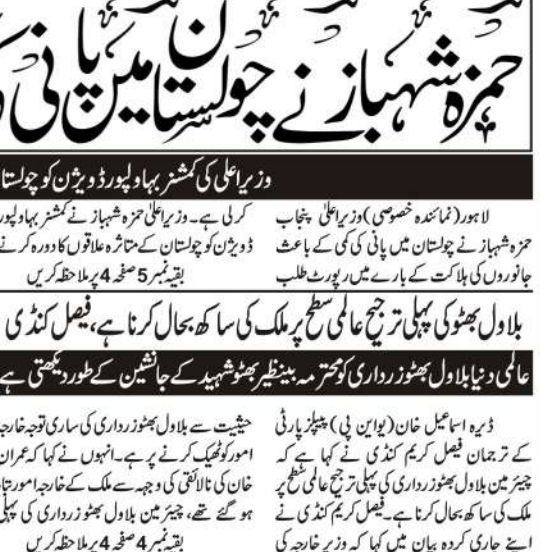 حمزہ شہباز نے چولستان میں پانی کی
وزیراعلیٰ کی کمشنر بہاولپور ڈویژن کو چولستا
لاہور (نمائندہ خصوصی) وزیراعلیٰ پنجاب
حمزہ شہباز نے چولستان میں پانی کی کمی کے باعث
جانوروں کی ہلاکت کے بارے میں رپورٹ طلب
کرلی ہے۔ وزیراعلیٰ حمزہ شہباز نے کمشنر بہاولپور
ڈویژن کو چولستان کے متاثرہ علاقوں کا دورہ کرنے
بقیہ نمبر 5 صفحہ 4 پر ملاحظہ کریں
بلاول بھٹو کی پہلی ترجیح عالمی سطح پر ملک کی ساکھ بحال کرنا ہے، فیصل کنڈی
عالمی دنیا بلاول بھٹو زرداری کو محترمہ بینظیر بھٹو شہید کے جانشین کے طور دیکھتی ہے
ڈیرہ اسماعیل خان (یو این پی) پیپلز پارٹی
کے ترجمان فیصل کریم کنڈی نے کہا ہے کہ
چیئرمین بلاول بھٹو زرداری کی پہلی ترجیح عالمی سطح پر
ملک کی ساکھ بحال کرنا ہے۔ فیصل کریم کنڈی نے
اپنے جاری کردہ بیان میں کہا کہ وزیر خارجہ کی
حیثیت سے بلاول بھٹو زرداری کی ساری توجہ خارجہ
امور کو ٹھیک کرنے پر ہے۔ انہوں نے کہا کہ عمران
خان کی نالائقی کی وجہ سے ملک کے خارجہ امور تباہ
ہو گئے تھے، چیئرمین بلاول بھٹو زرداری کی پہلی
بقیہ نمبر 4 صفحہ 4 پر ملاحظہ کریں